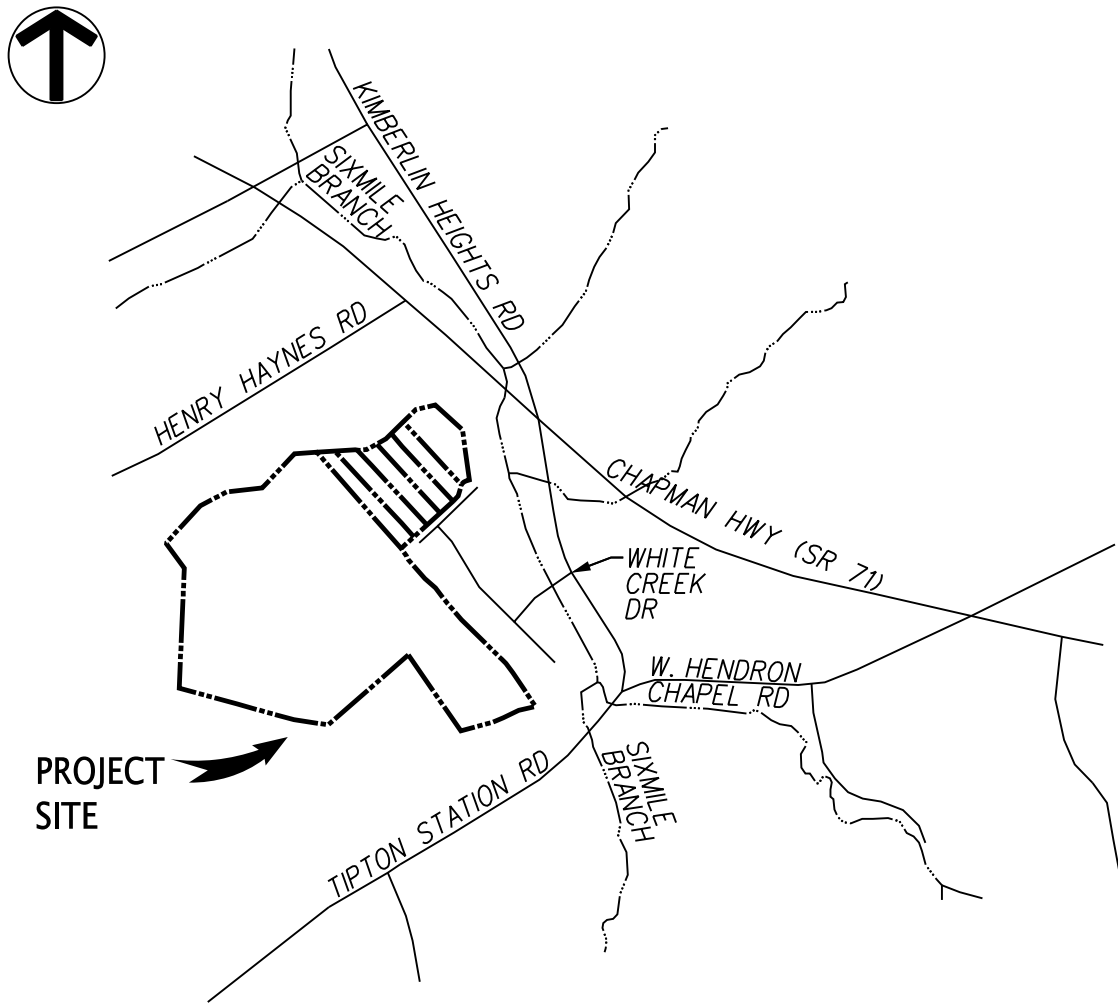 KIMBERLIN HEIGHTS RD
SIXMILE
BRANCH
HENRY HAYNES RD
CHAPMAN HWY (SR 71)
WHITE
CREEK
DR
W. HENDRON
CHAPEL RD
PROJECT
SITE
SIXMILE
BRANCH
TIPTON STATION RD